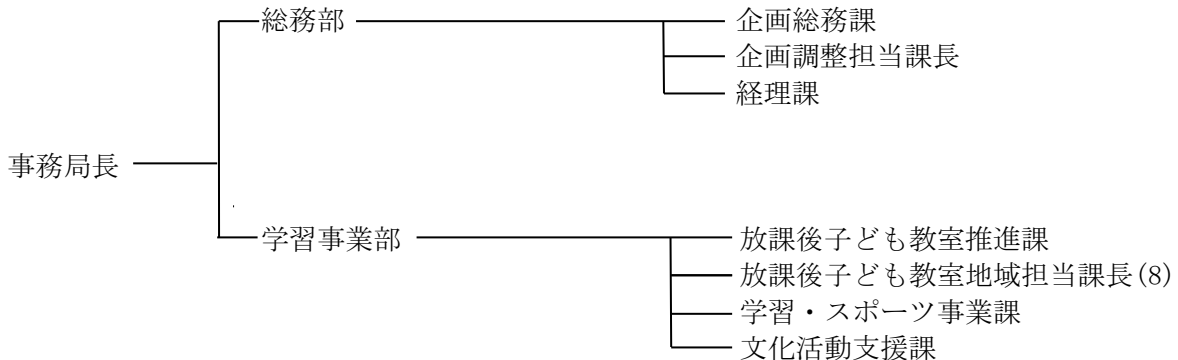 総務部
企画総務課
企画調整担当課長
経理課
事務局長
学習事業部
放課後子ども教室推進課
放課後子ども教室地域担当課長(8)
学習・スポーツ事業課
文化活動支援課